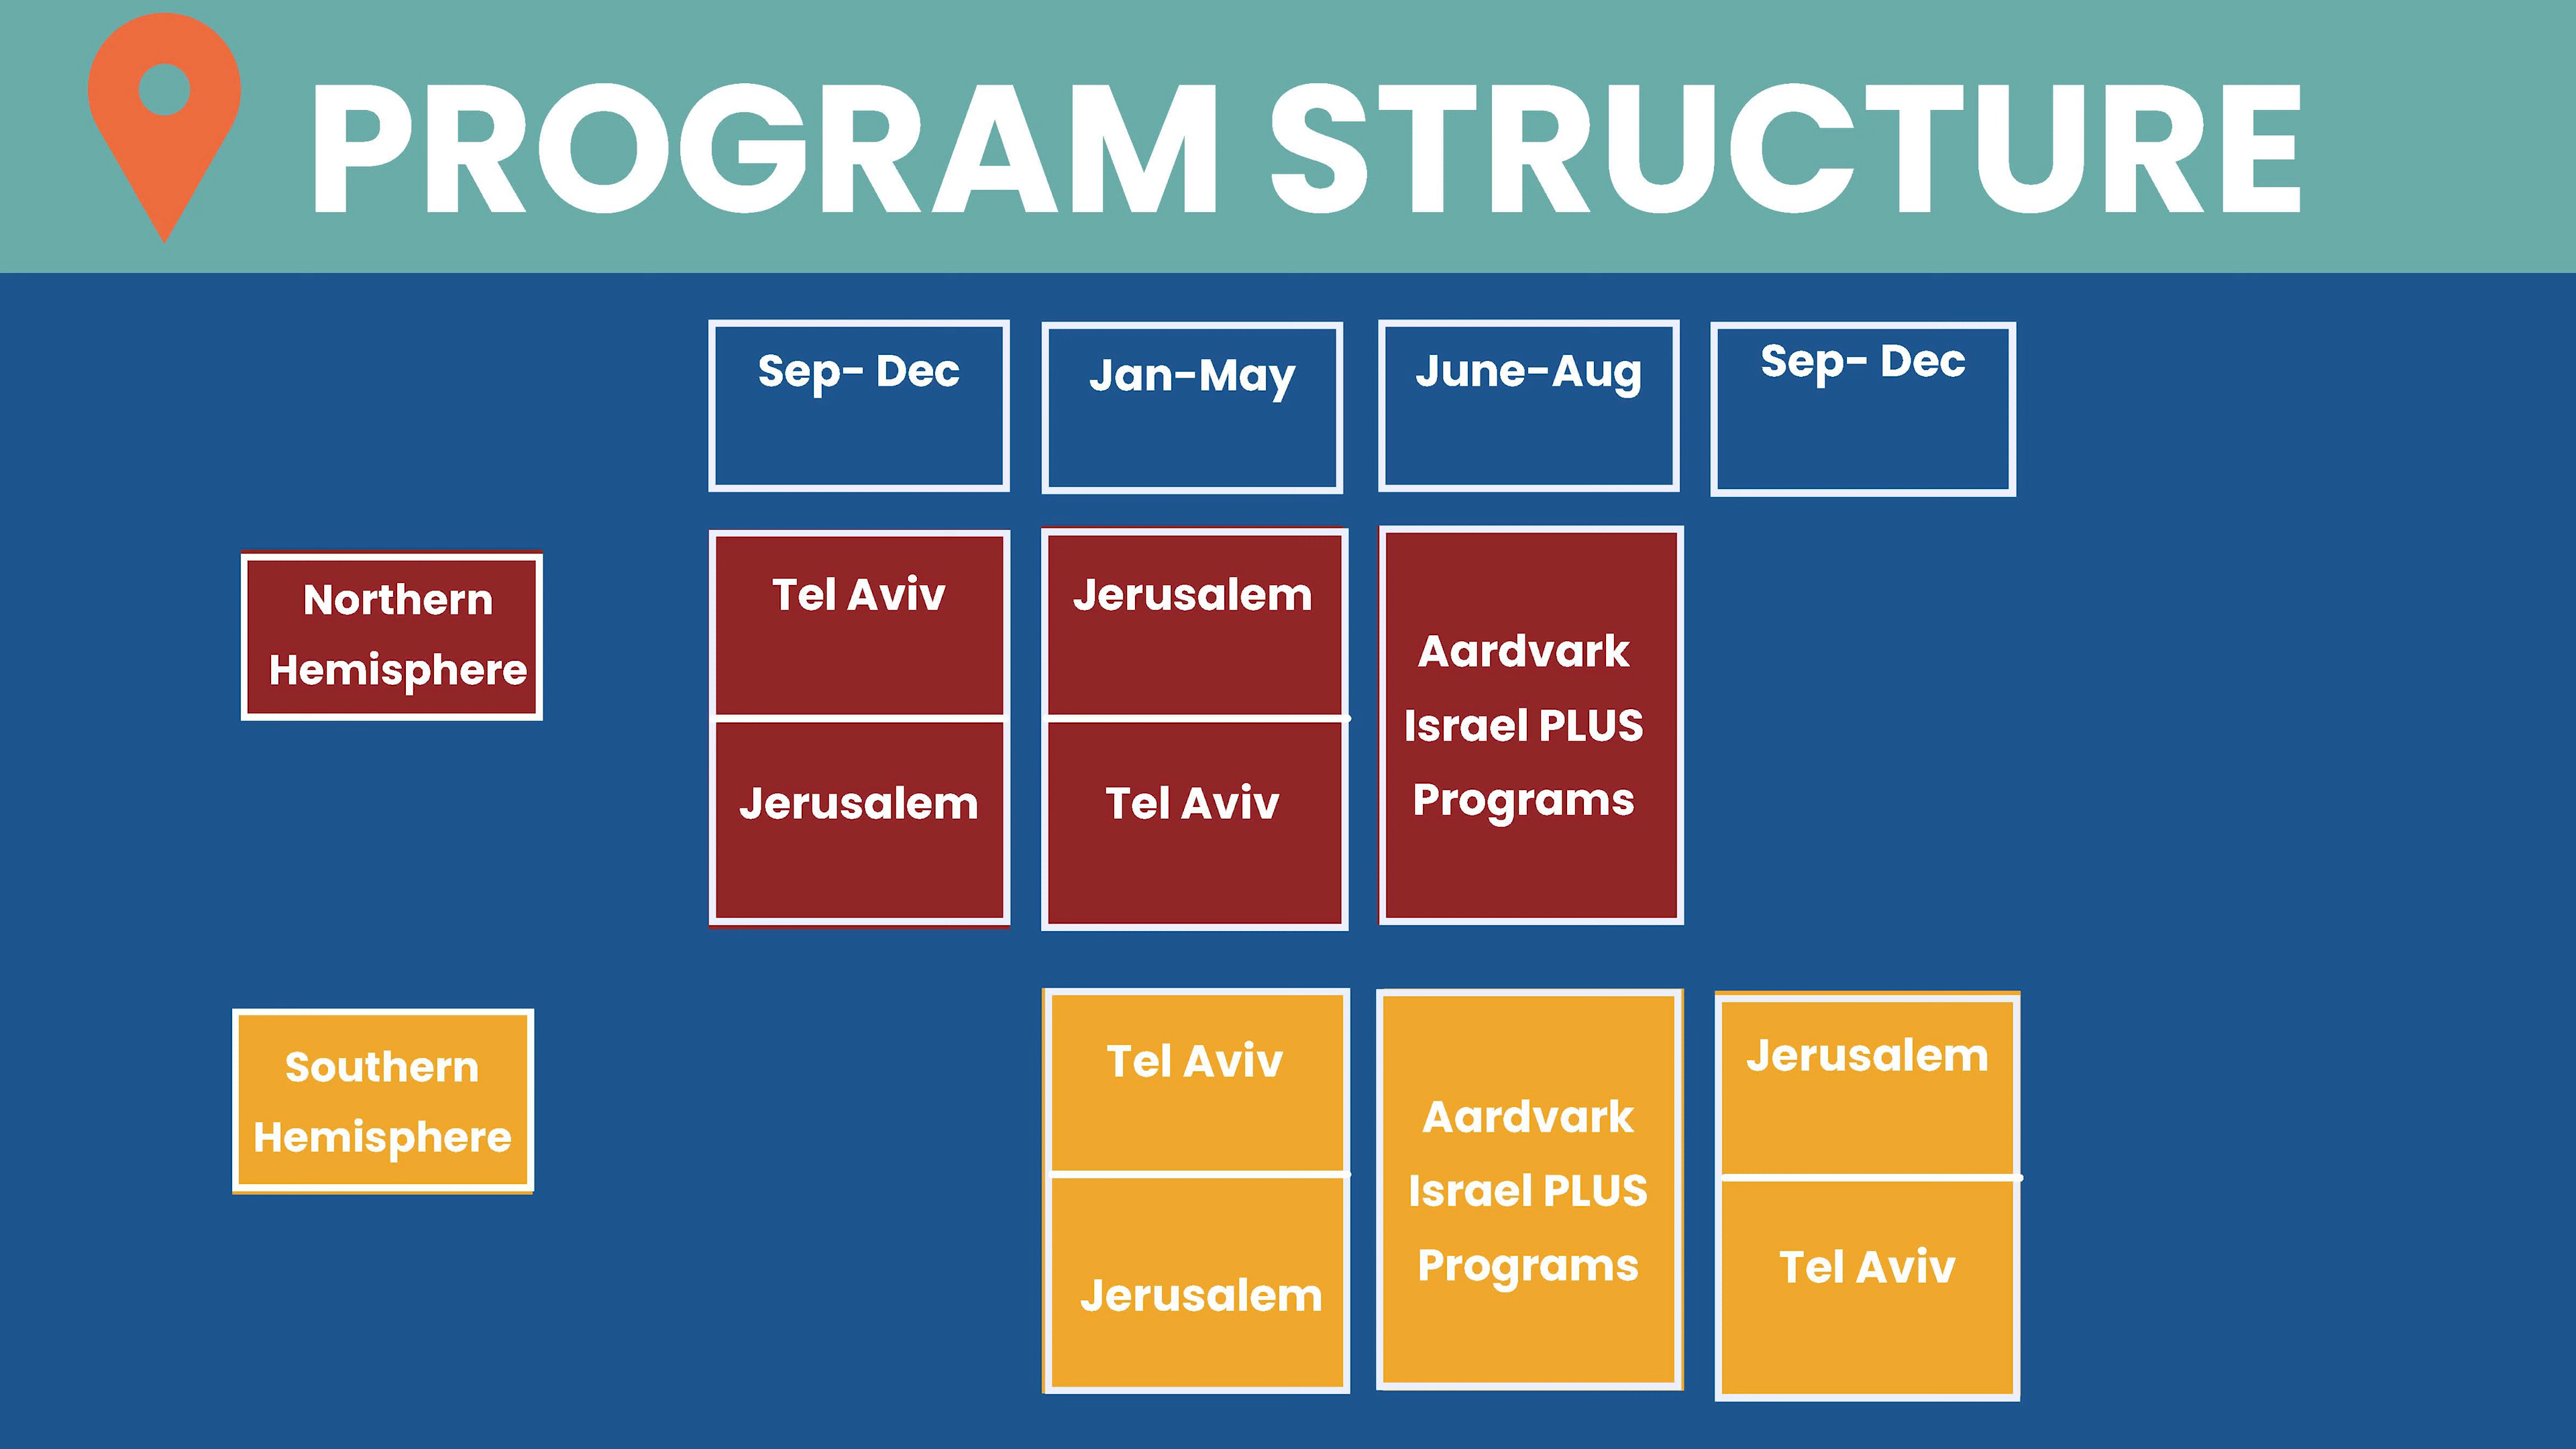 PROGRAM STRUCTURE
Sep- Dec
Jan-May
June-Aug
Sep- Dec
Northern
Hemisphere
Tel Aviv
Jerusalem
Jerusalem
Tel Aviv
Aardvark
Israel PLUS
Programs
Southern
Hemisphere
Tel Aviv
Jerusalem
Aardvark
Israel PLUS
Programs
Jerusalem
Tel Aviv